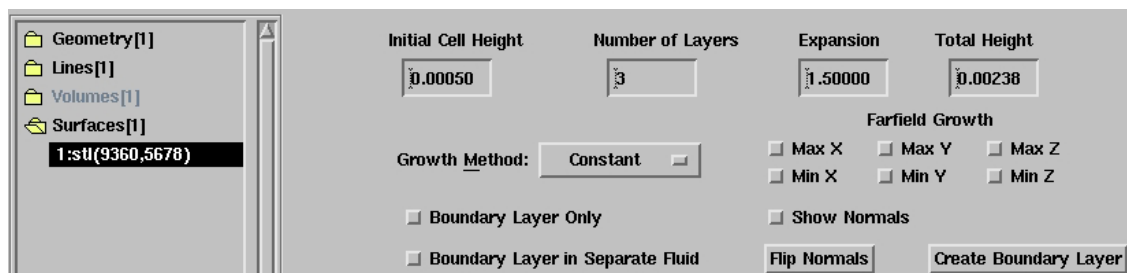 Geometry[1]
Lines[1]
Volumes[1]
Surfaces[1]
1:stl(9360,5678)
Initial Cell Height Number of Layers Expansion Total Height
0.00050 3 1.50000 0.00238
Farfield Growth
Growth Method: Constant
Max X Max Y Max Z
Min X Min Y Min Z
Boundary Layer Only Show Normals
Boundary Layer in Separate Fluid Flip Normals Create Boundary Layer